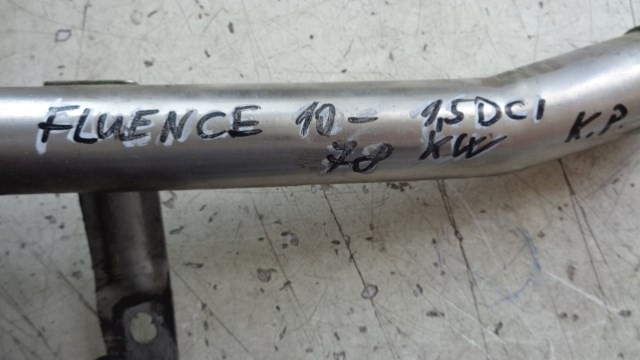 FLUENCE 10- 1,5DCI K.P.
78 KW